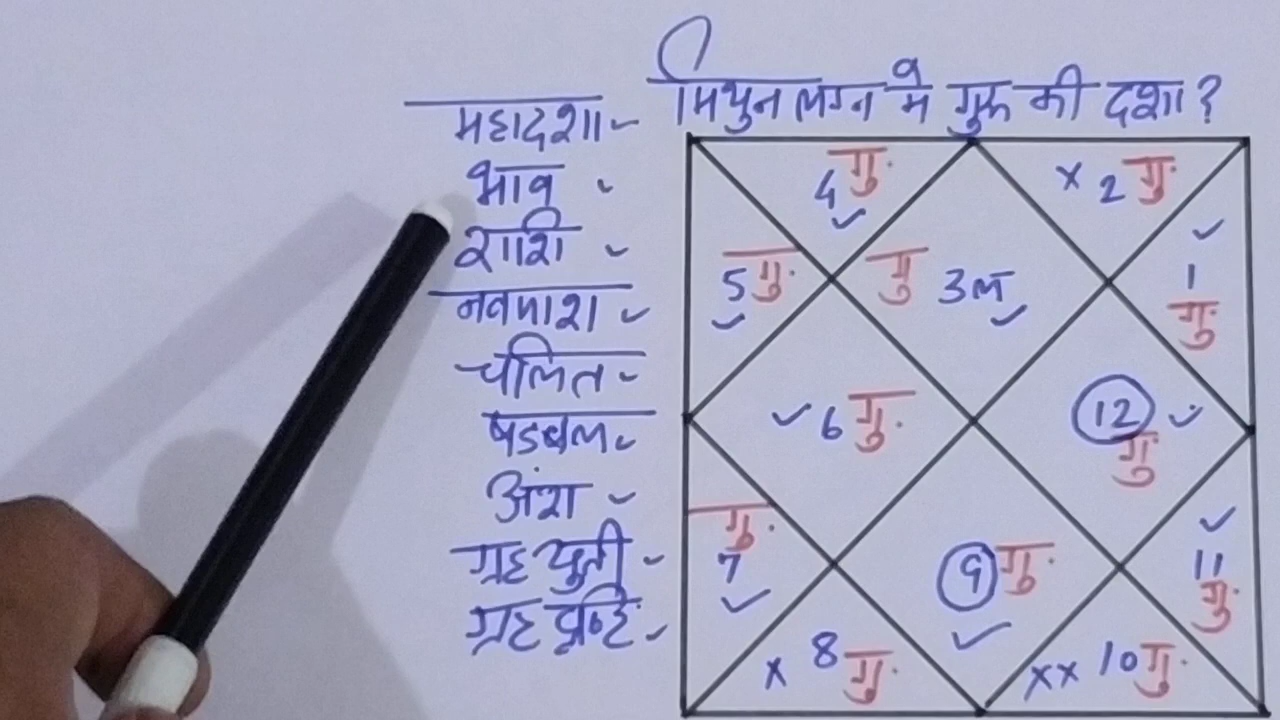 मिथुन लग्न में गुरु की दशा ?
महादशा ✓
भाव ✓
राशि ✓
नवमांश ✓
चलित ✓
षडबल ✓
अंश ✓
ग्रह युती ✓
ग्रह दृष्टि ✓
4 गु. ✓
x 2 गु.
5 गु. ✓
गु 3ल ✓
✓ 1 गु.
✓ 6 गु.
12 ✓ गु.
गु. 7 ✓
9 गु. ✓
✓ 11 गु.
x 8 गु.
xx 10 गु.